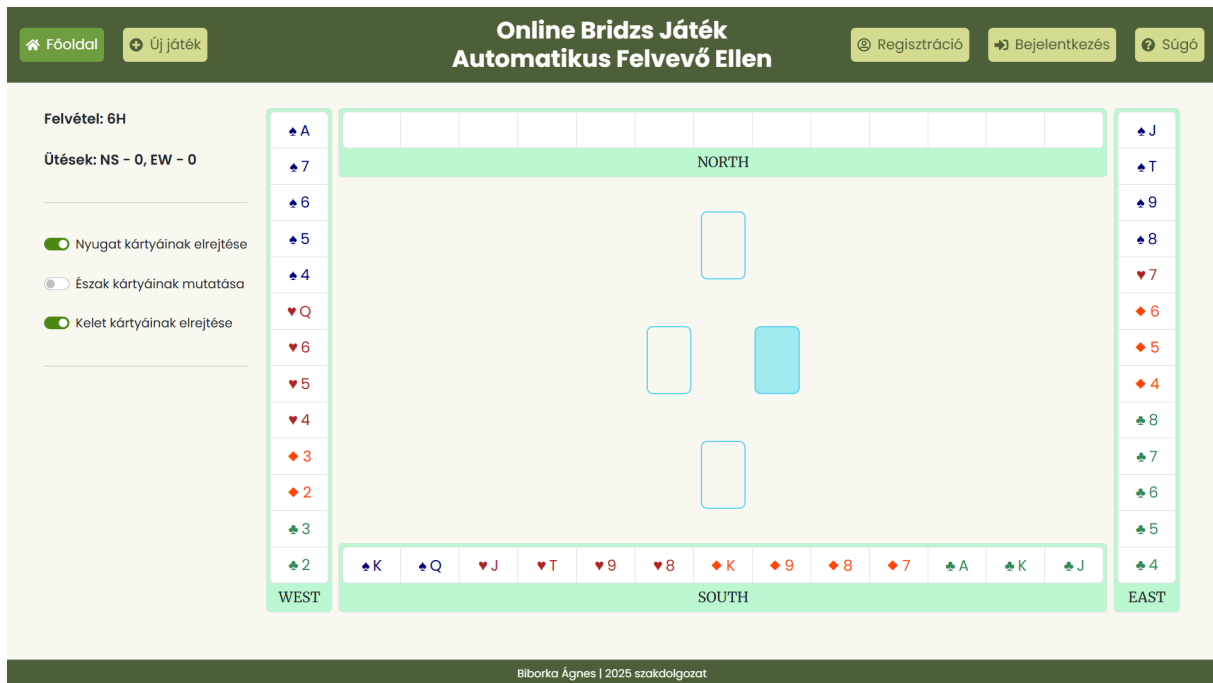 Főoldal
Új játék
Online Bridzs Játék
Automatikus Felvevő Ellen
Regisztráció
Bejelentkezés
Súgó
Felvétel: 6H
Ütések: NS - 0, EW - 0
Nyugat kártyáinak elrejtése
Észak kártyáinak mutatása
Kelet kártyáinak elrejtése
♠ A
♠ 7
♠ 6
♠ 5
♠ 4
♥ Q
♥ 6
♥ 5
♥ 4
♦ 3
♦ 2
♣ 3
♣ 2
WEST
NORTH
♠ K ♠ Q ♥ J ♥ T ♥ 9 ♥ 8 ♦ K ♦ 9 ♦ 8 ♦ 7 ♣ A ♣ K ♣ J
SOUTH
♠ J
♠ T
♠ 9
♠ 8
♥ 7
♦ 6
♦ 5
♦ 4
♣ 8
♣ 7
♣ 6
♣ 5
♣ 4
EAST
Biborka Ágnes | 2025 szakdolgozat